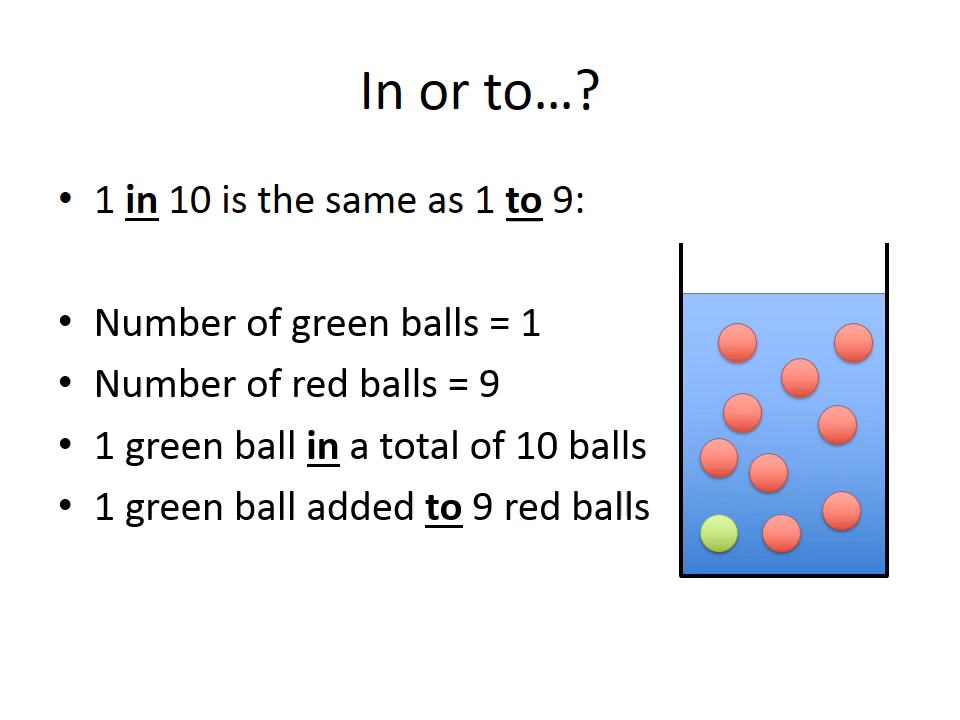 In or to…?
• 1 in 10 is the same as 1 to 9:
• Number of green balls = 1
• Number of red balls = 9
• 1 green ball in a total of 10 balls
• 1 green ball added to 9 red balls